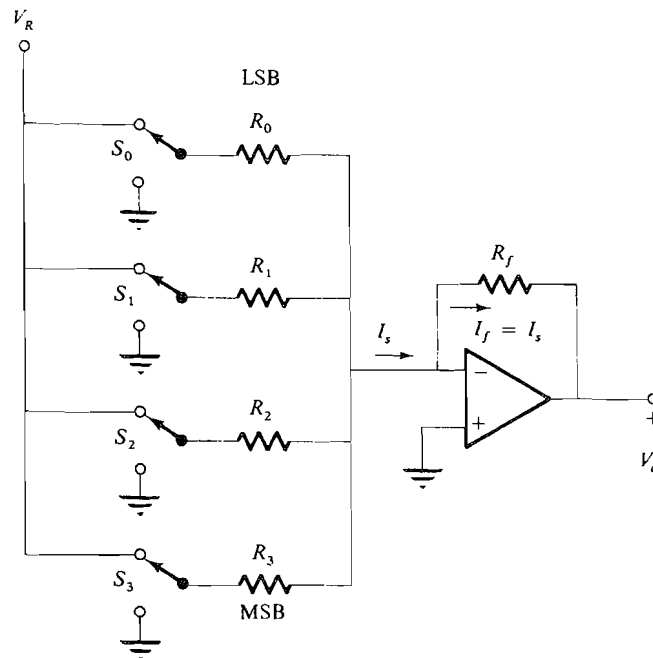 V_R
LSB
R_0
S_0
R_1
S_1
R_f
I_s
I_f = I_s
−
+
R_2
S_2
+
R_3
S_3
MSB